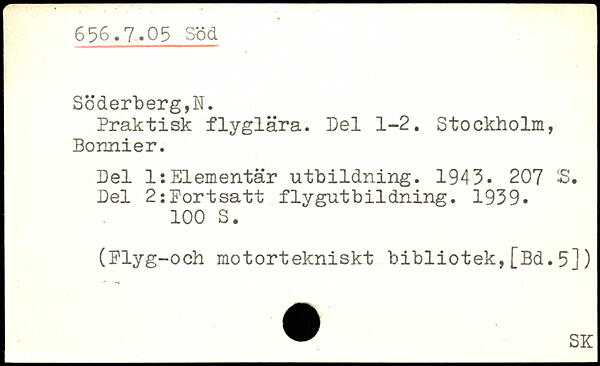 656.7.05 Söd
Söderberg,N.
Praktisk flyglära. Del 1-2. Stockholm,
Bonnier.
Del 1:Elementär utbildning. 1943. 207 S.
Del 2:Fortsatt flygutbildning. 1939.
100 S.
(Flyg-och motortekniskt bibliotek,[Bd.5])
SK